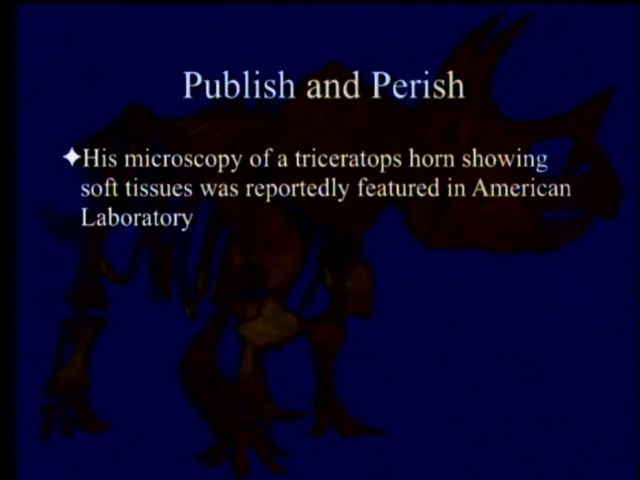 Publish and Perish
✦His microscopy of a triceratops horn showing
soft tissues was reportedly featured in American
Laboratory